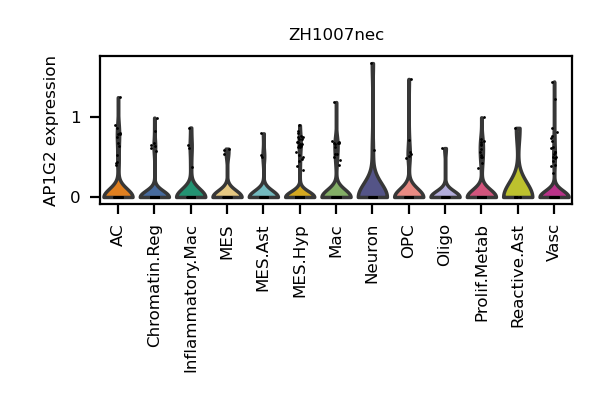 ZH1007nec
AP1G2 expression
1
0
AC
Chromatin.Reg
Inflammatory.Mac
MES
MES.Ast
MES.Hyp
Mac
Neuron
OPC
Oligo
Prolif.Metab
Reactive.Ast
Vasc